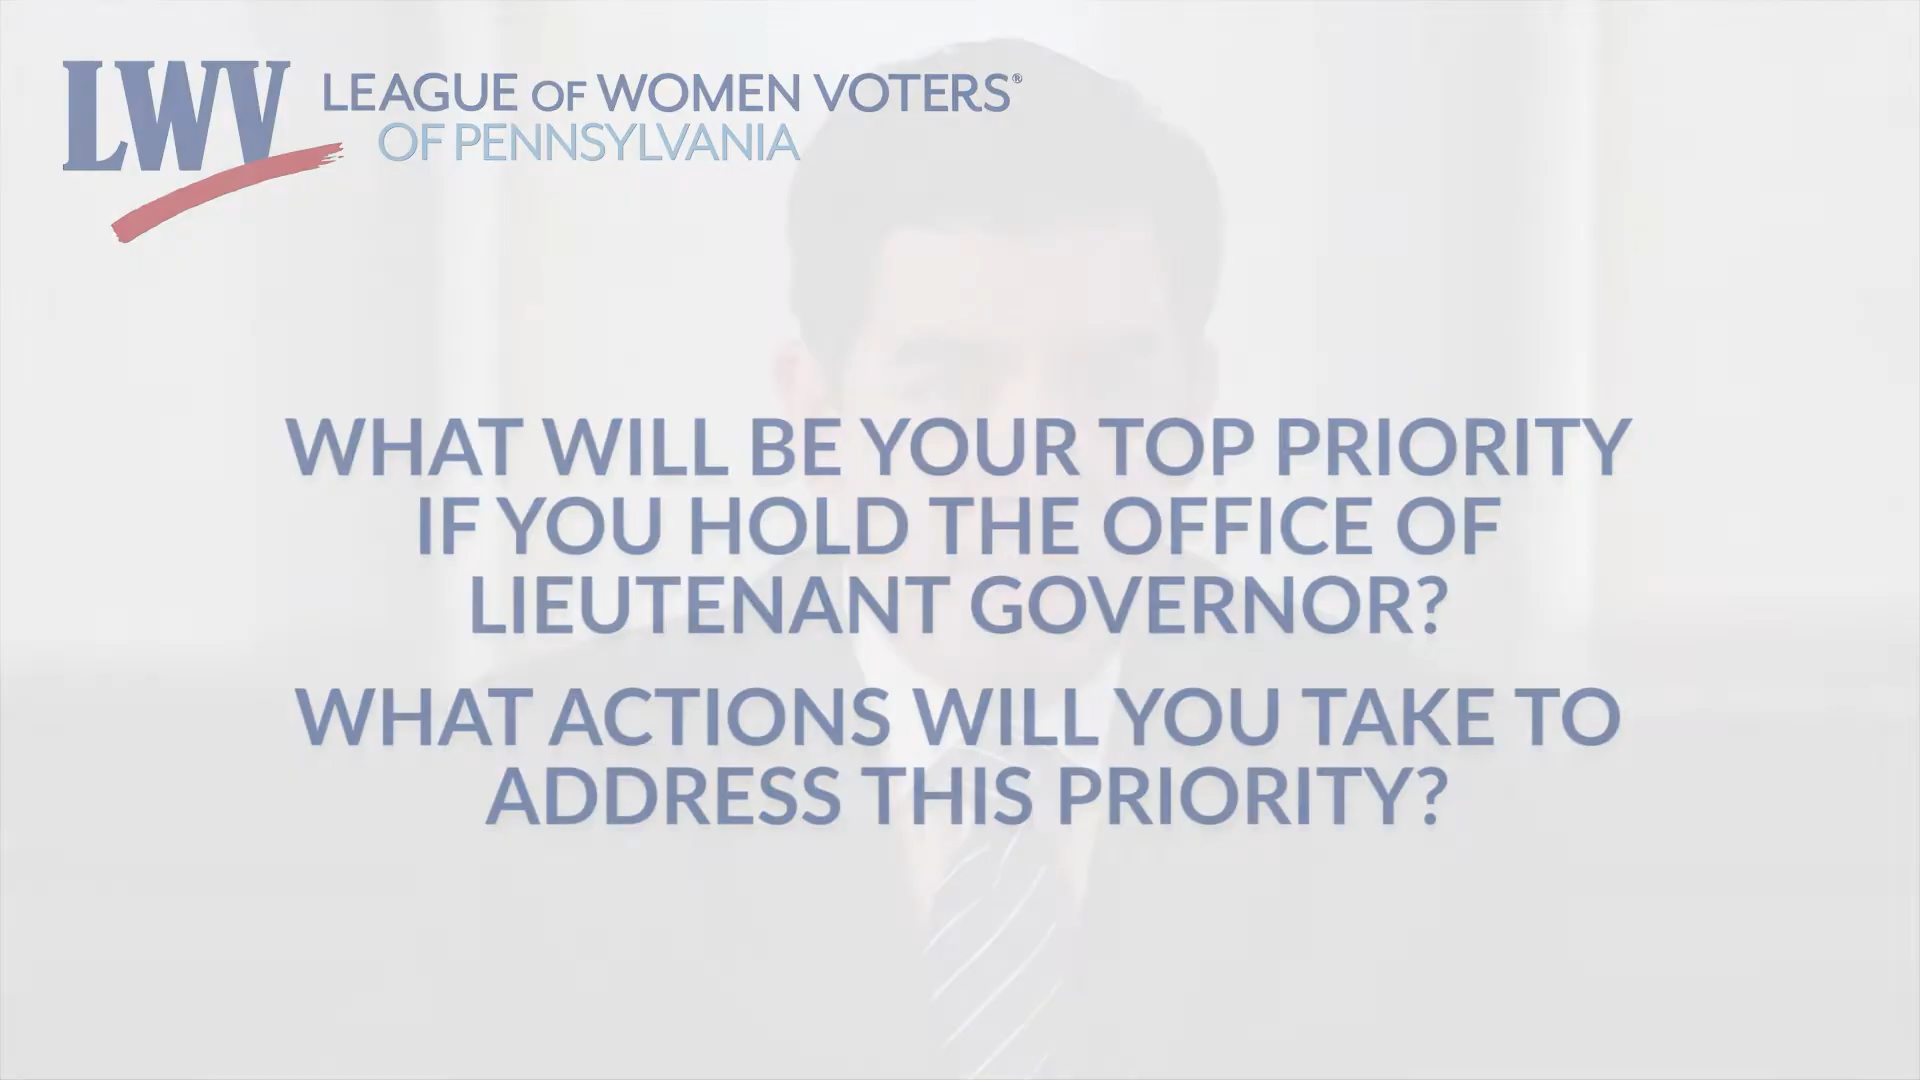 LWV LEAGUE OF WOMEN VOTERS®
OF PENNSYLVANIA
WHAT WILL BE YOUR TOP PRIORITY
IF YOU HOLD THE OFFICE OF
LIEUTENANT GOVERNOR?
WHAT ACTIONS WILL YOU TAKE TO
ADDRESS THIS PRIORITY?